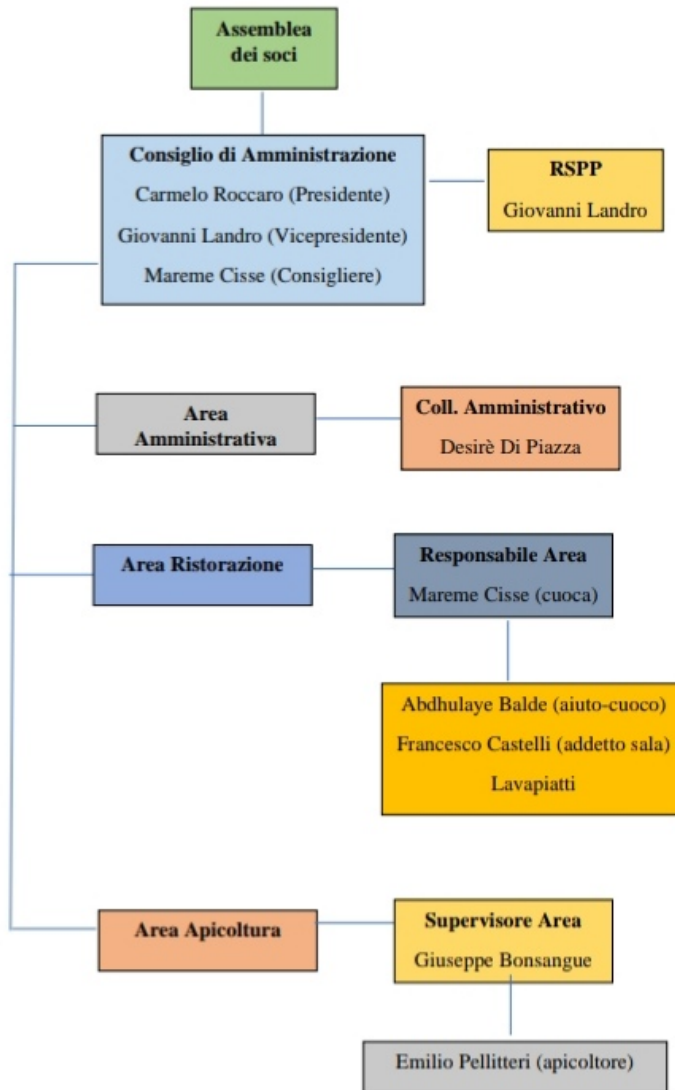 Assemblea
dei soci
Consiglio di Amministrazione
Carmelo Roccaro (Presidente)
Giovanni Landro (Vicepresidente)
Mareme Cisse (Consigliere)
RSPP
Giovanni Landro
Area
Amministrativa
Coll. Amministrativo
Desirè Di Piazza
Area Ristorazione
Responsabile Area
Mareme Cisse (cuoca)
Abdhulaye Balde (aiuto-cuoco)
Francesco Castelli (addetto sala)
Lavapiatti
Area Apicoltura
Supervisore Area
Giuseppe Bonsangue
Emilio Pellitteri (apicoltore)